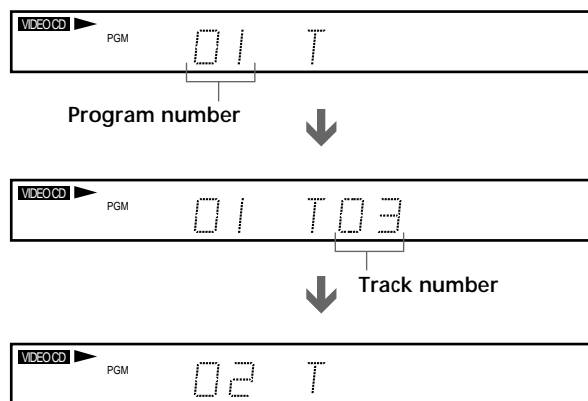 VIDEO CD
PGM 01 T
Program number
VIDEO CD
PGM 01 T03
Track number
VIDEO CD
PGM 02 T